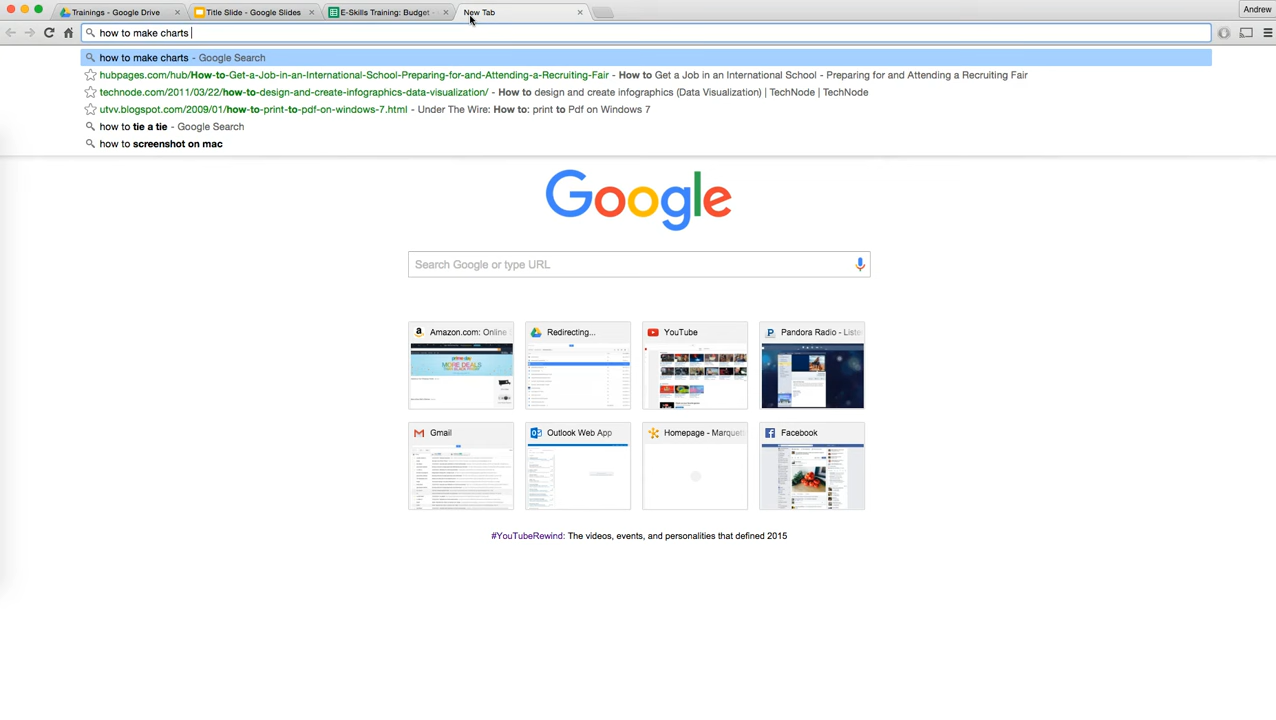 Trainings - Google Drive
Title Slide - Google Slides
E-Skills Training: Budget -
New Tab
Andrew
how to make charts
how to make charts - Google Search
hubpages.com/hub/How-to-Get-a-Job-in-an-International-School-Preparing-for-and-Attending-a-Recruiting-Fair - How to Get a Job in an International School - Preparing for and Attending a Recruiting Fair
technode.com/2011/03/22/how-to-design-and-create-infographics-data-visualization/ - How to design and create infographics (Data Visualization) | TechNode | TechNode
utvv.blogspot.com/2009/01/how-to-print-to-pdf-on-windows-7.html - Under The Wire: How to: print to Pdf on Windows 7
how to tie a tie - Google Search
how to screenshot on mac
Google
Search Google or type URL
Amazon.com: Online
Redirecting...
YouTube
Pandora Radio - Liste
MORE DEALS
Gmail
Outlook Web App
Homepage - Marquett
Facebook
#YouTubeRewind: The videos, events, and personalities that defined 2015